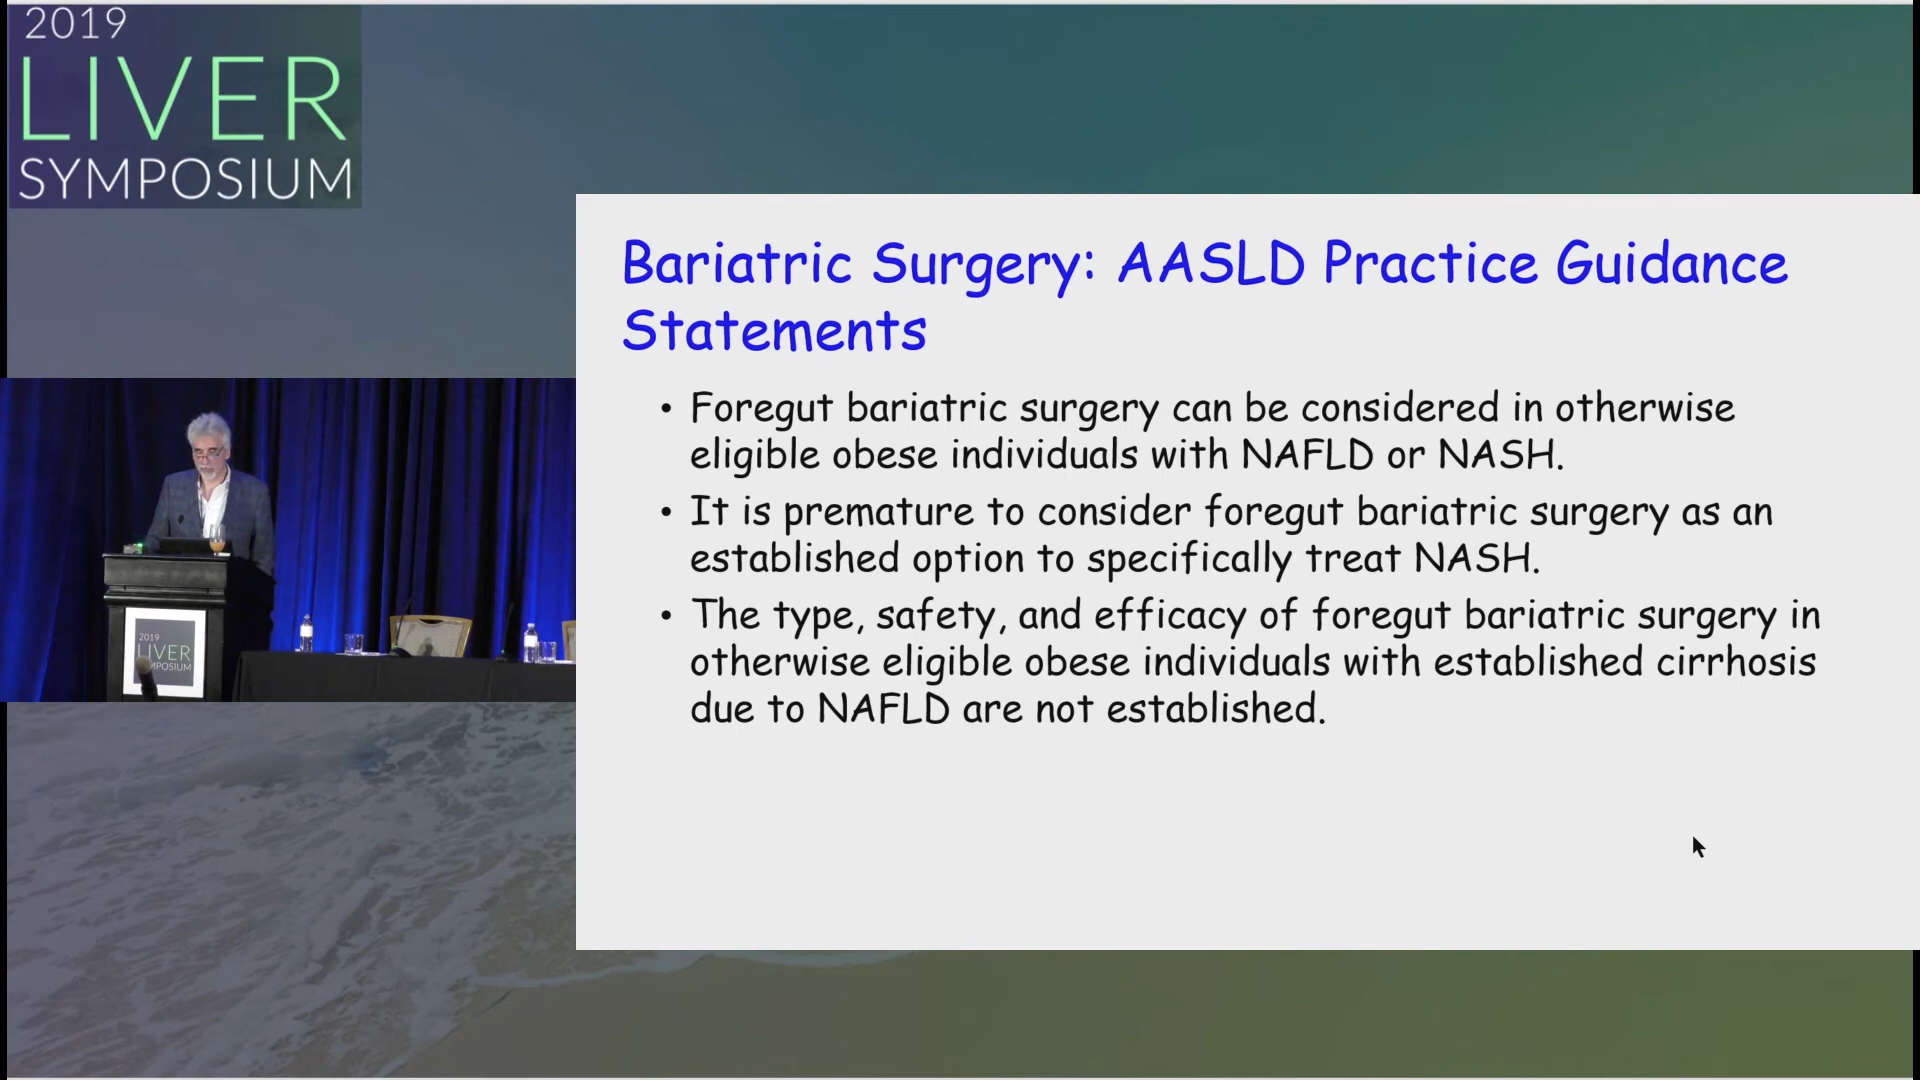 2019
LIVER
SYMPOSIUM
Bariatric Surgery: AASLD Practice Guidance
Statements
• Foregut bariatric surgery can be considered in otherwise
eligible obese individuals with NAFLD or NASH.
• It is premature to consider foregut bariatric surgery as an
established option to specifically treat NASH.
• The type, safety, and efficacy of foregut bariatric surgery in
otherwise eligible obese individuals with established cirrhosis
due to NAFLD are not established.
2019
LIVER